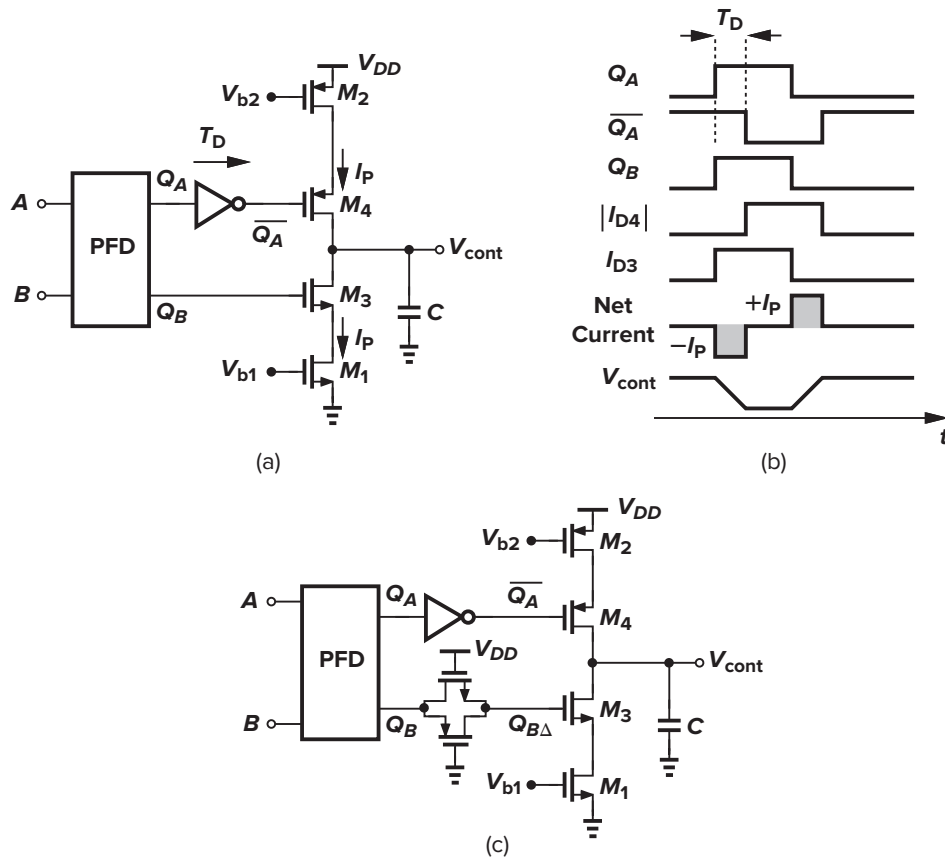 V_DD
V_b2 M_2
T_D
I_P
A Q_A M_4
Q̅_A̅
PFD V_cont
B M_3 C
Q_B
I_P
V_b1 M_1
(a)
T_D
Q_A
Q̅_A̅
Q_B
|I_D4|
I_D3
Net
Current
+I_P
−I_P
V_cont
t
(b)
V_DD
V_b2 M_2
A Q_A Q̅_A̅ M_4
PFD V_DD V_cont
M_3 C
B Q_B Q_BΔ
V_b1 M_1
(c)